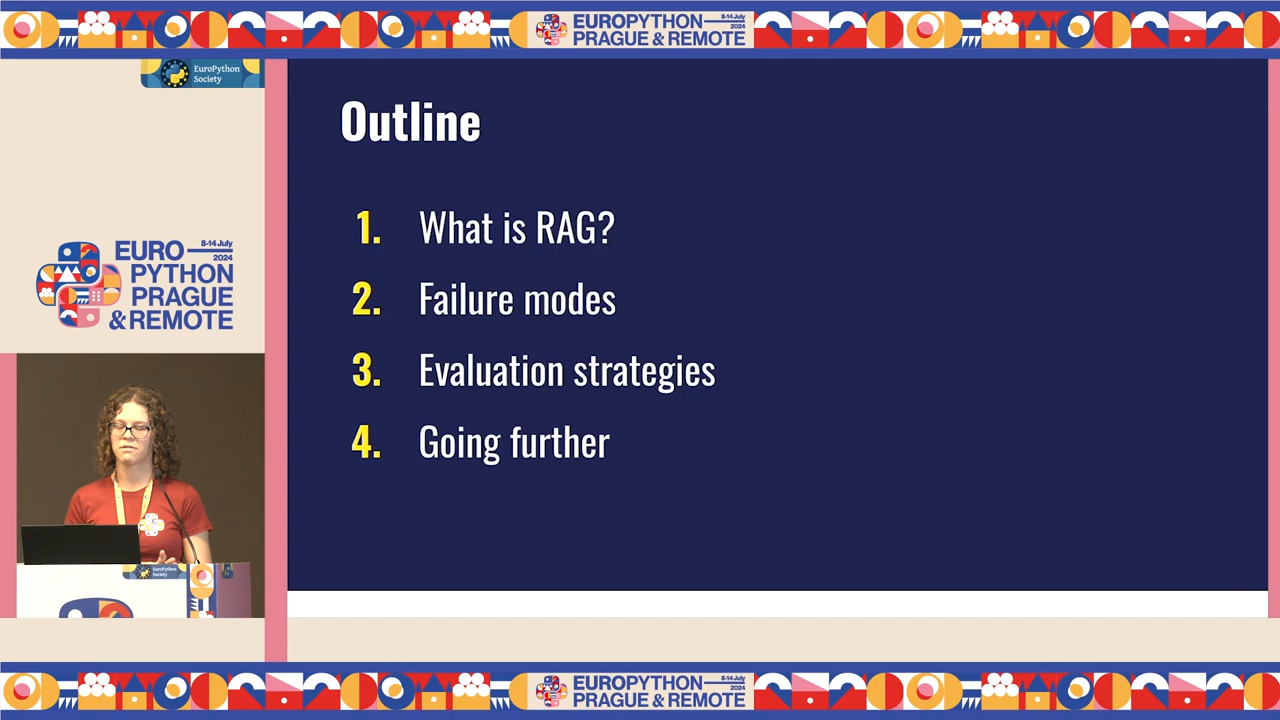 EUROPYTHON
8-14 July
2024
PRAGUE & REMOTE
EuroPython
Society
EURO
8-14 July
2024
PYTHON
PRAGUE
& REMOTE
Outline
1. What is RAG?
2. Failure modes
3. Evaluation strategies
4. Going further
EuroPython
Society
EUROPYTHON
8-14 July
2024
PRAGUE & REMOTE